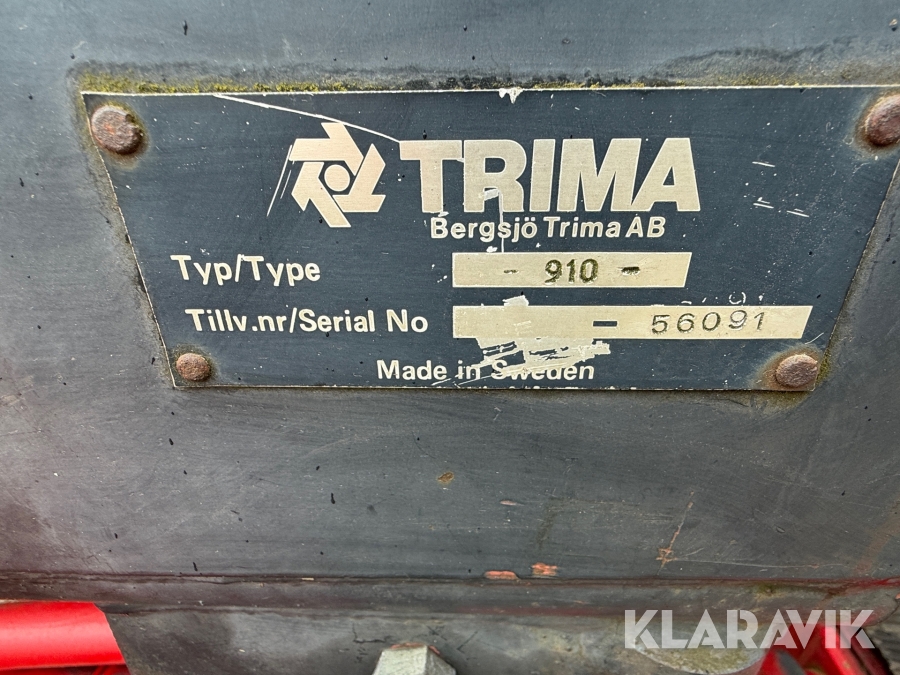 TRIMA
Bergsjö Trima AB
Typ/Type - 910 -
Tillv.nr/Serial No - 56091
Made in Sweden
KLARAVIK